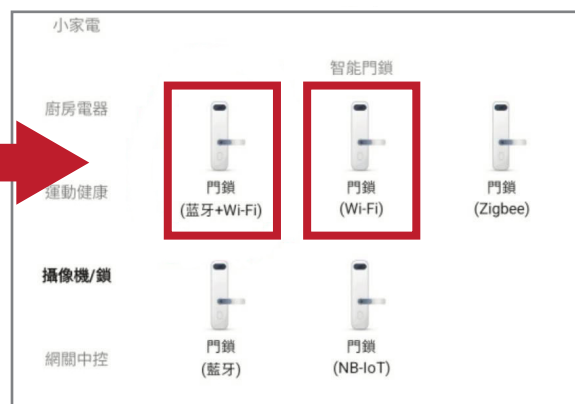 小家電
智能門鎖
廚房電器
運動健康
門鎖
(藍牙+Wi-Fi)
門鎖
(Wi-Fi)
門鎖
(Zigbee)
攝像機/鎖
門鎖
(藍牙)
門鎖
(NB-IoT)
網關中控